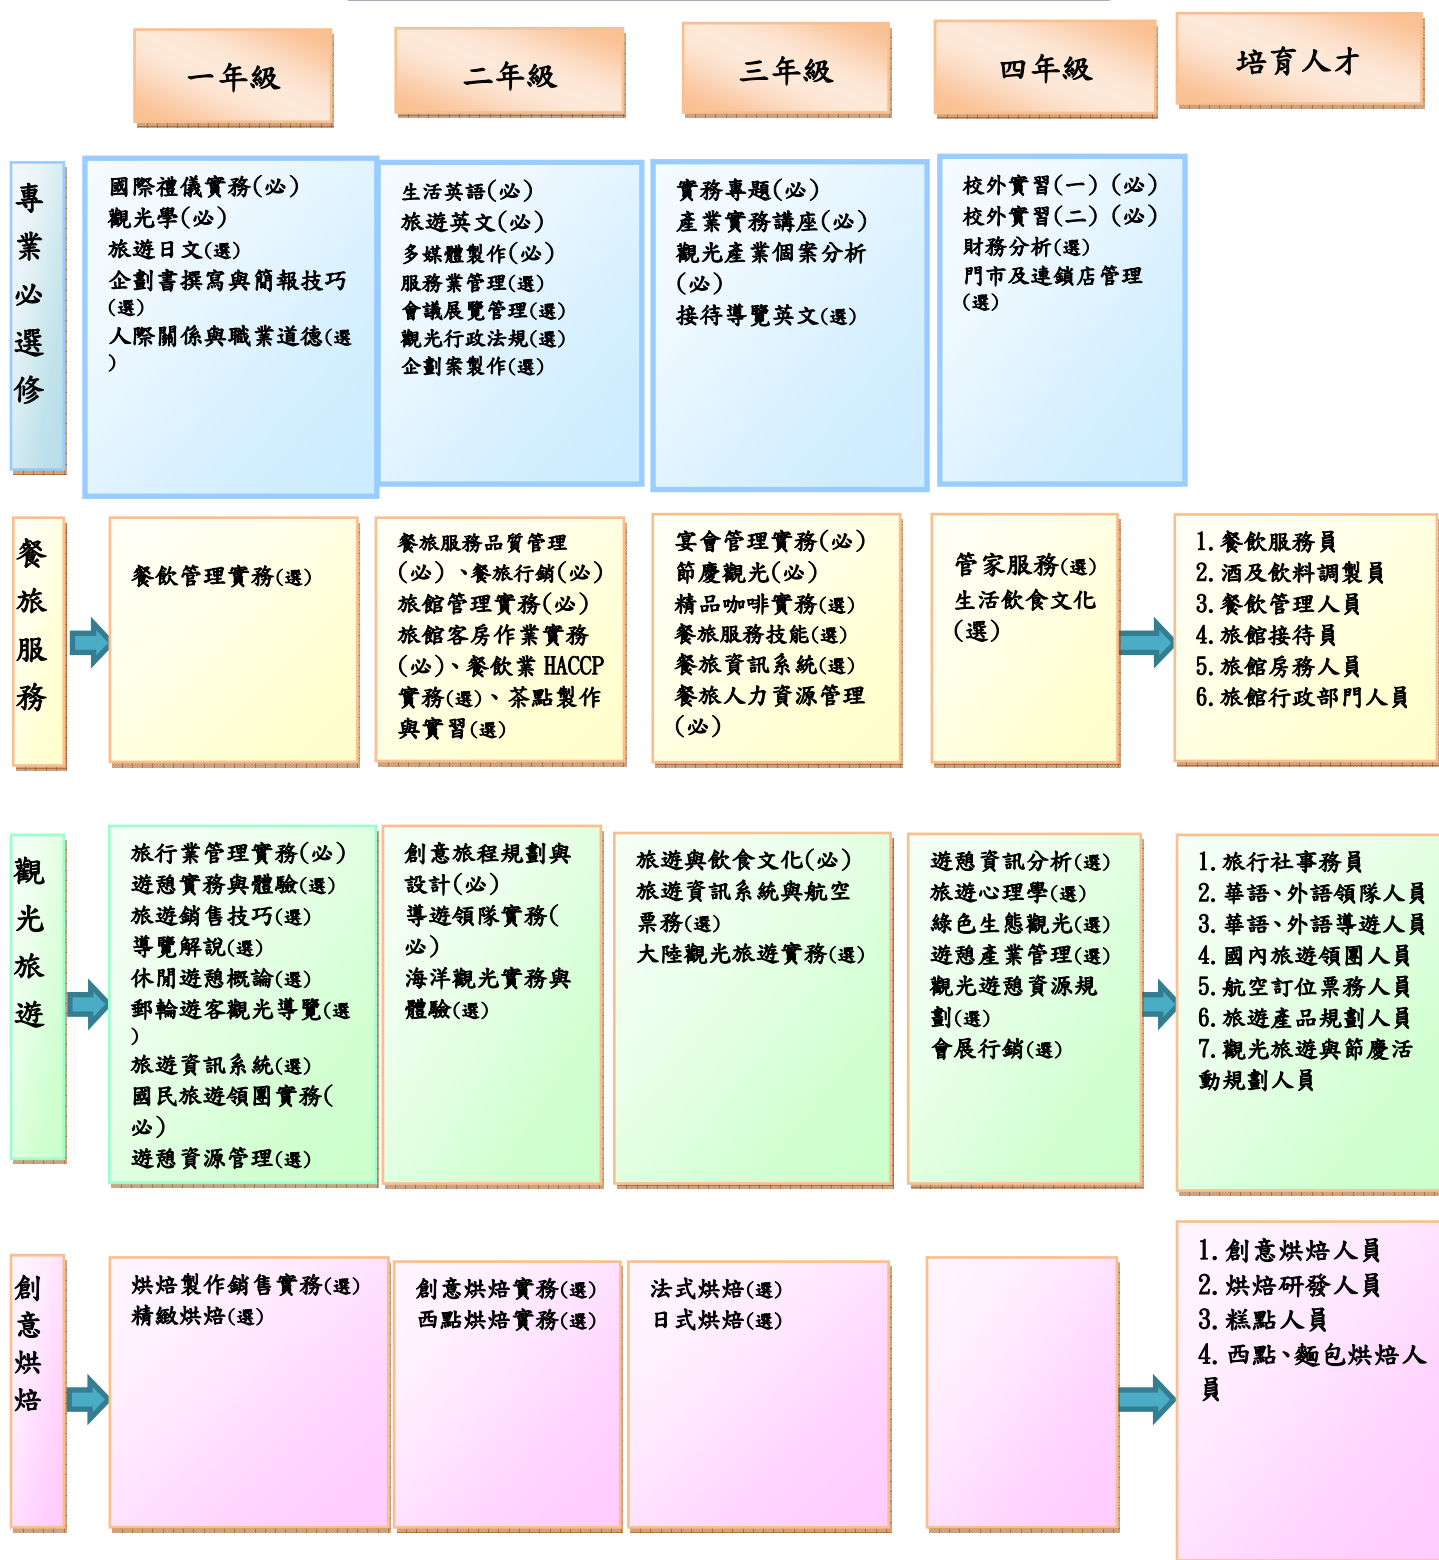 一年級
二年級
三年級
四年級
培育人才
專業必選修
國際禮儀實務(必)
觀光學(必)
旅遊日文(選)
企劃書撰寫與簡報技巧
(選)
人際關係與職業道德(選
)
生活英語(必)
旅遊英文(必)
多媒體製作(必)
服務業管理(選)
會議展覽管理(選)
觀光行政法規(選)
企劃案製作(選)
實務專題(必)
產業實務講座(必)
觀光產業個案分析
(必)
接待導覽英文(選)
校外實習(一)(必)
校外實習(二)(必)
財務分析(選)
門市及連鎖店管理
(選)
餐旅服務
餐飲管理實務(選)
餐旅服務品質管理
(必)、餐旅行銷(必)
旅館管理實務(必)
旅館客房作業實務
(必)、餐飲業 HACCP
實務(選)、茶點製作
與實習(選)
宴會管理實務(必)
節慶觀光(必)
精品咖啡實務(選)
餐旅服務技能(選)
餐旅資訊系統(選)
餐旅人力資源管理
(必)
管家服務(選)
生活飲食文化
(選)
1.餐飲服務員
2.酒及飲料調製員
3.餐飲管理人員
4.旅館接待員
5.旅館房務人員
6.旅館行政部門人員
觀光旅遊
旅行業管理實務(必)
遊憩實務與體驗(選)
旅遊銷售技巧(選)
導覽解說(選)
休閒遊憩概論(選)
郵輪遊客觀光導覽(選
)
旅遊資訊系統(選)
國民旅遊領團實務(
必)
遊憩資源管理(選)
創意旅程規劃與
設計(必)
導遊領隊實務(
必)
海洋觀光實務與
體驗(選)
旅遊與飲食文化(必)
旅遊資訊系統與航空
票務(選)
大陸觀光旅遊實務(選)
遊憩資訊分析(選)
旅遊心理學(選)
綠色生態觀光(選)
遊憩產業管理(選)
觀光遊憩資源規
劃(選)
會展行銷(選)
1.旅行社事務員
2.華語、外語領隊人員
3.華語、外語導遊人員
4.國內旅遊領團人員
5.航空訂位票務人員
6.旅遊產品規劃人員
7.觀光旅遊與節慶活
動規劃人員
創意烘焙
烘焙製作銷售實務(選)
精緻烘焙(選)
創意烘焙實務(選)
西點烘焙實務(選)
法式烘焙(選)
日式烘焙(選)
1.創意烘焙人員
2.烘焙研發人員
3.糕點人員
4.西點、麵包烘焙人
員